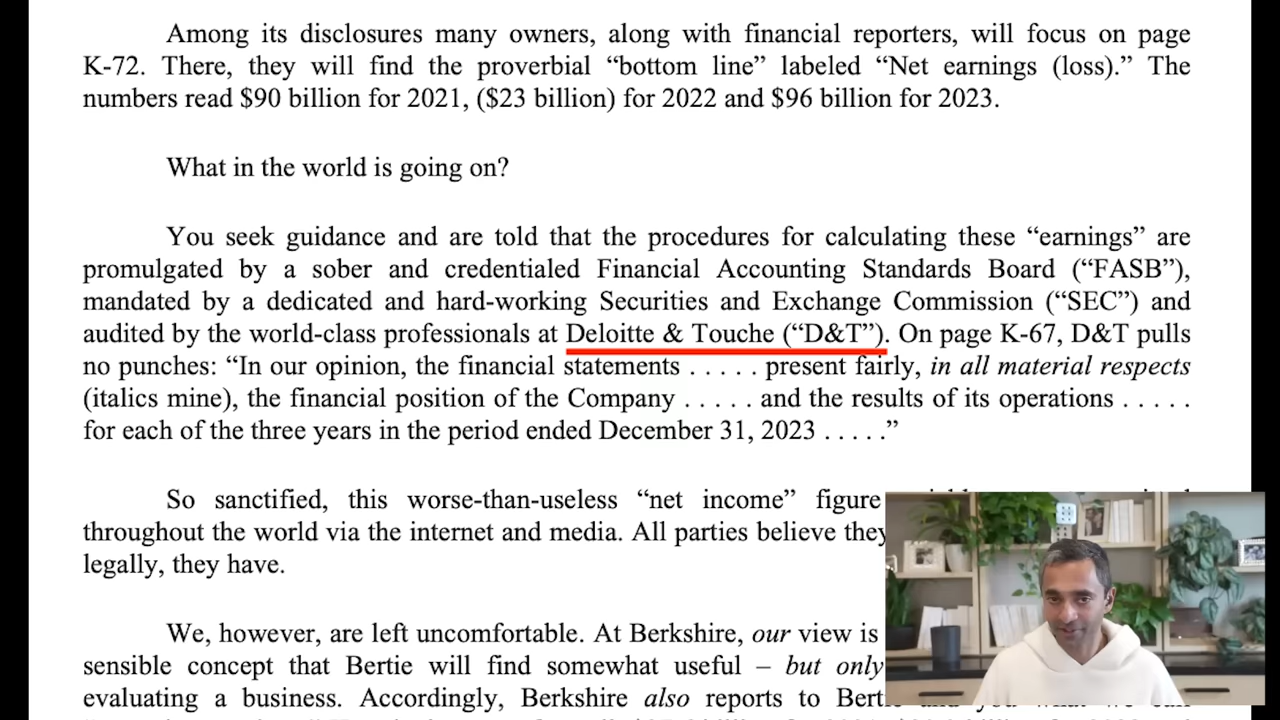 Among its disclosures many owners, along with financial reporters, will focus on page
K-72. There, they will find the proverbial “bottom line” labeled “Net earnings (loss).” The
numbers read $90 billion for 2021, ($23 billion) for 2022 and $96 billion for 2023.
What in the world is going on?
You seek guidance and are told that the procedures for calculating these “earnings” are
promulgated by a sober and credentialed Financial Accounting Standards Board (“FASB”),
mandated by a dedicated and hard-working Securities and Exchange Commission (“SEC”) and
audited by the world-class professionals at Deloitte & Touche (“D&T”). On page K-67, D&T pulls
no punches: “In our opinion, the financial statements . . . . . present fairly, in all material respects
(italics mine), the financial position of the Company . . . . . and the results of its operations . . . . .
for each of the three years in the period ended December 31, 2023 . . . . .”
So sanctified, this worse-than-useless “net income” figure
throughout the world via the internet and media. All parties believe they
legally, they have.
We, however, are left uncomfortable. At Berkshire, our view is
sensible concept that Bertie will find somewhat useful – but only
evaluating a business. Accordingly, Berkshire also reports to